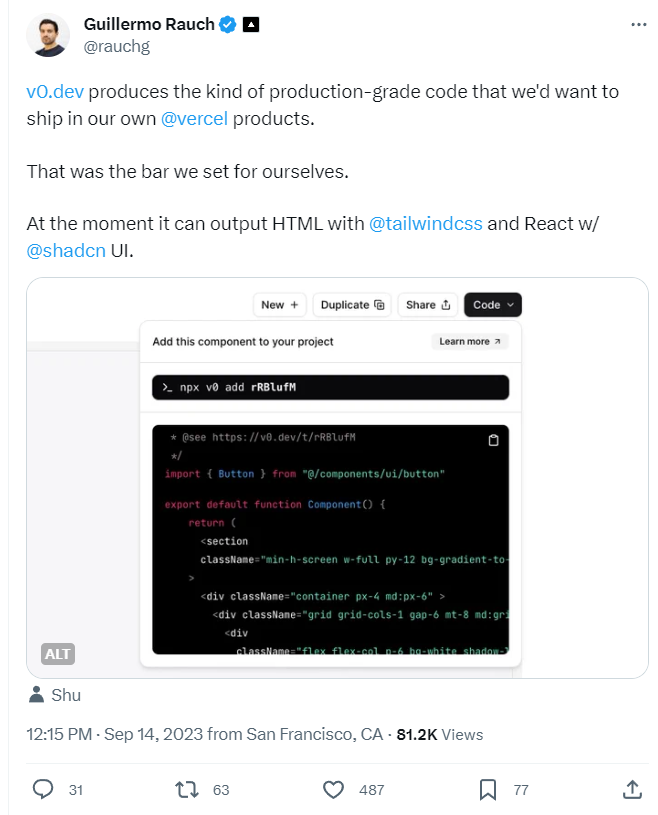 Guillermo Rauch
@rauchg
v0.dev produces the kind of production-grade code that we'd want to
ship in our own @vercel products.
That was the bar we set for ourselves.
At the moment it can output HTML with @tailwindcss and React w/
@shadcn UI.
New + Duplicate Share Code
Add this component to your project Learn more
>_ npx v0 add rRBlufM
* @see https://v0.dev/t/rRBlufM
*/
import { Button } from "@/components/ui/button"
export default function Component() {
return (
<section
className="min-h-screen w-full py-12 bg-gradient-to-
>
<div className="container px-4 md:px-6" >
<div className="grid grid-cols-1 gap-6 mt-8 md:gri
<div
className="flex flex-col p-6 bg-white shadow-
ALT
Shu
12:15 PM · Sep 14, 2023 from San Francisco, CA · 81.2K Views
31 63 487 77